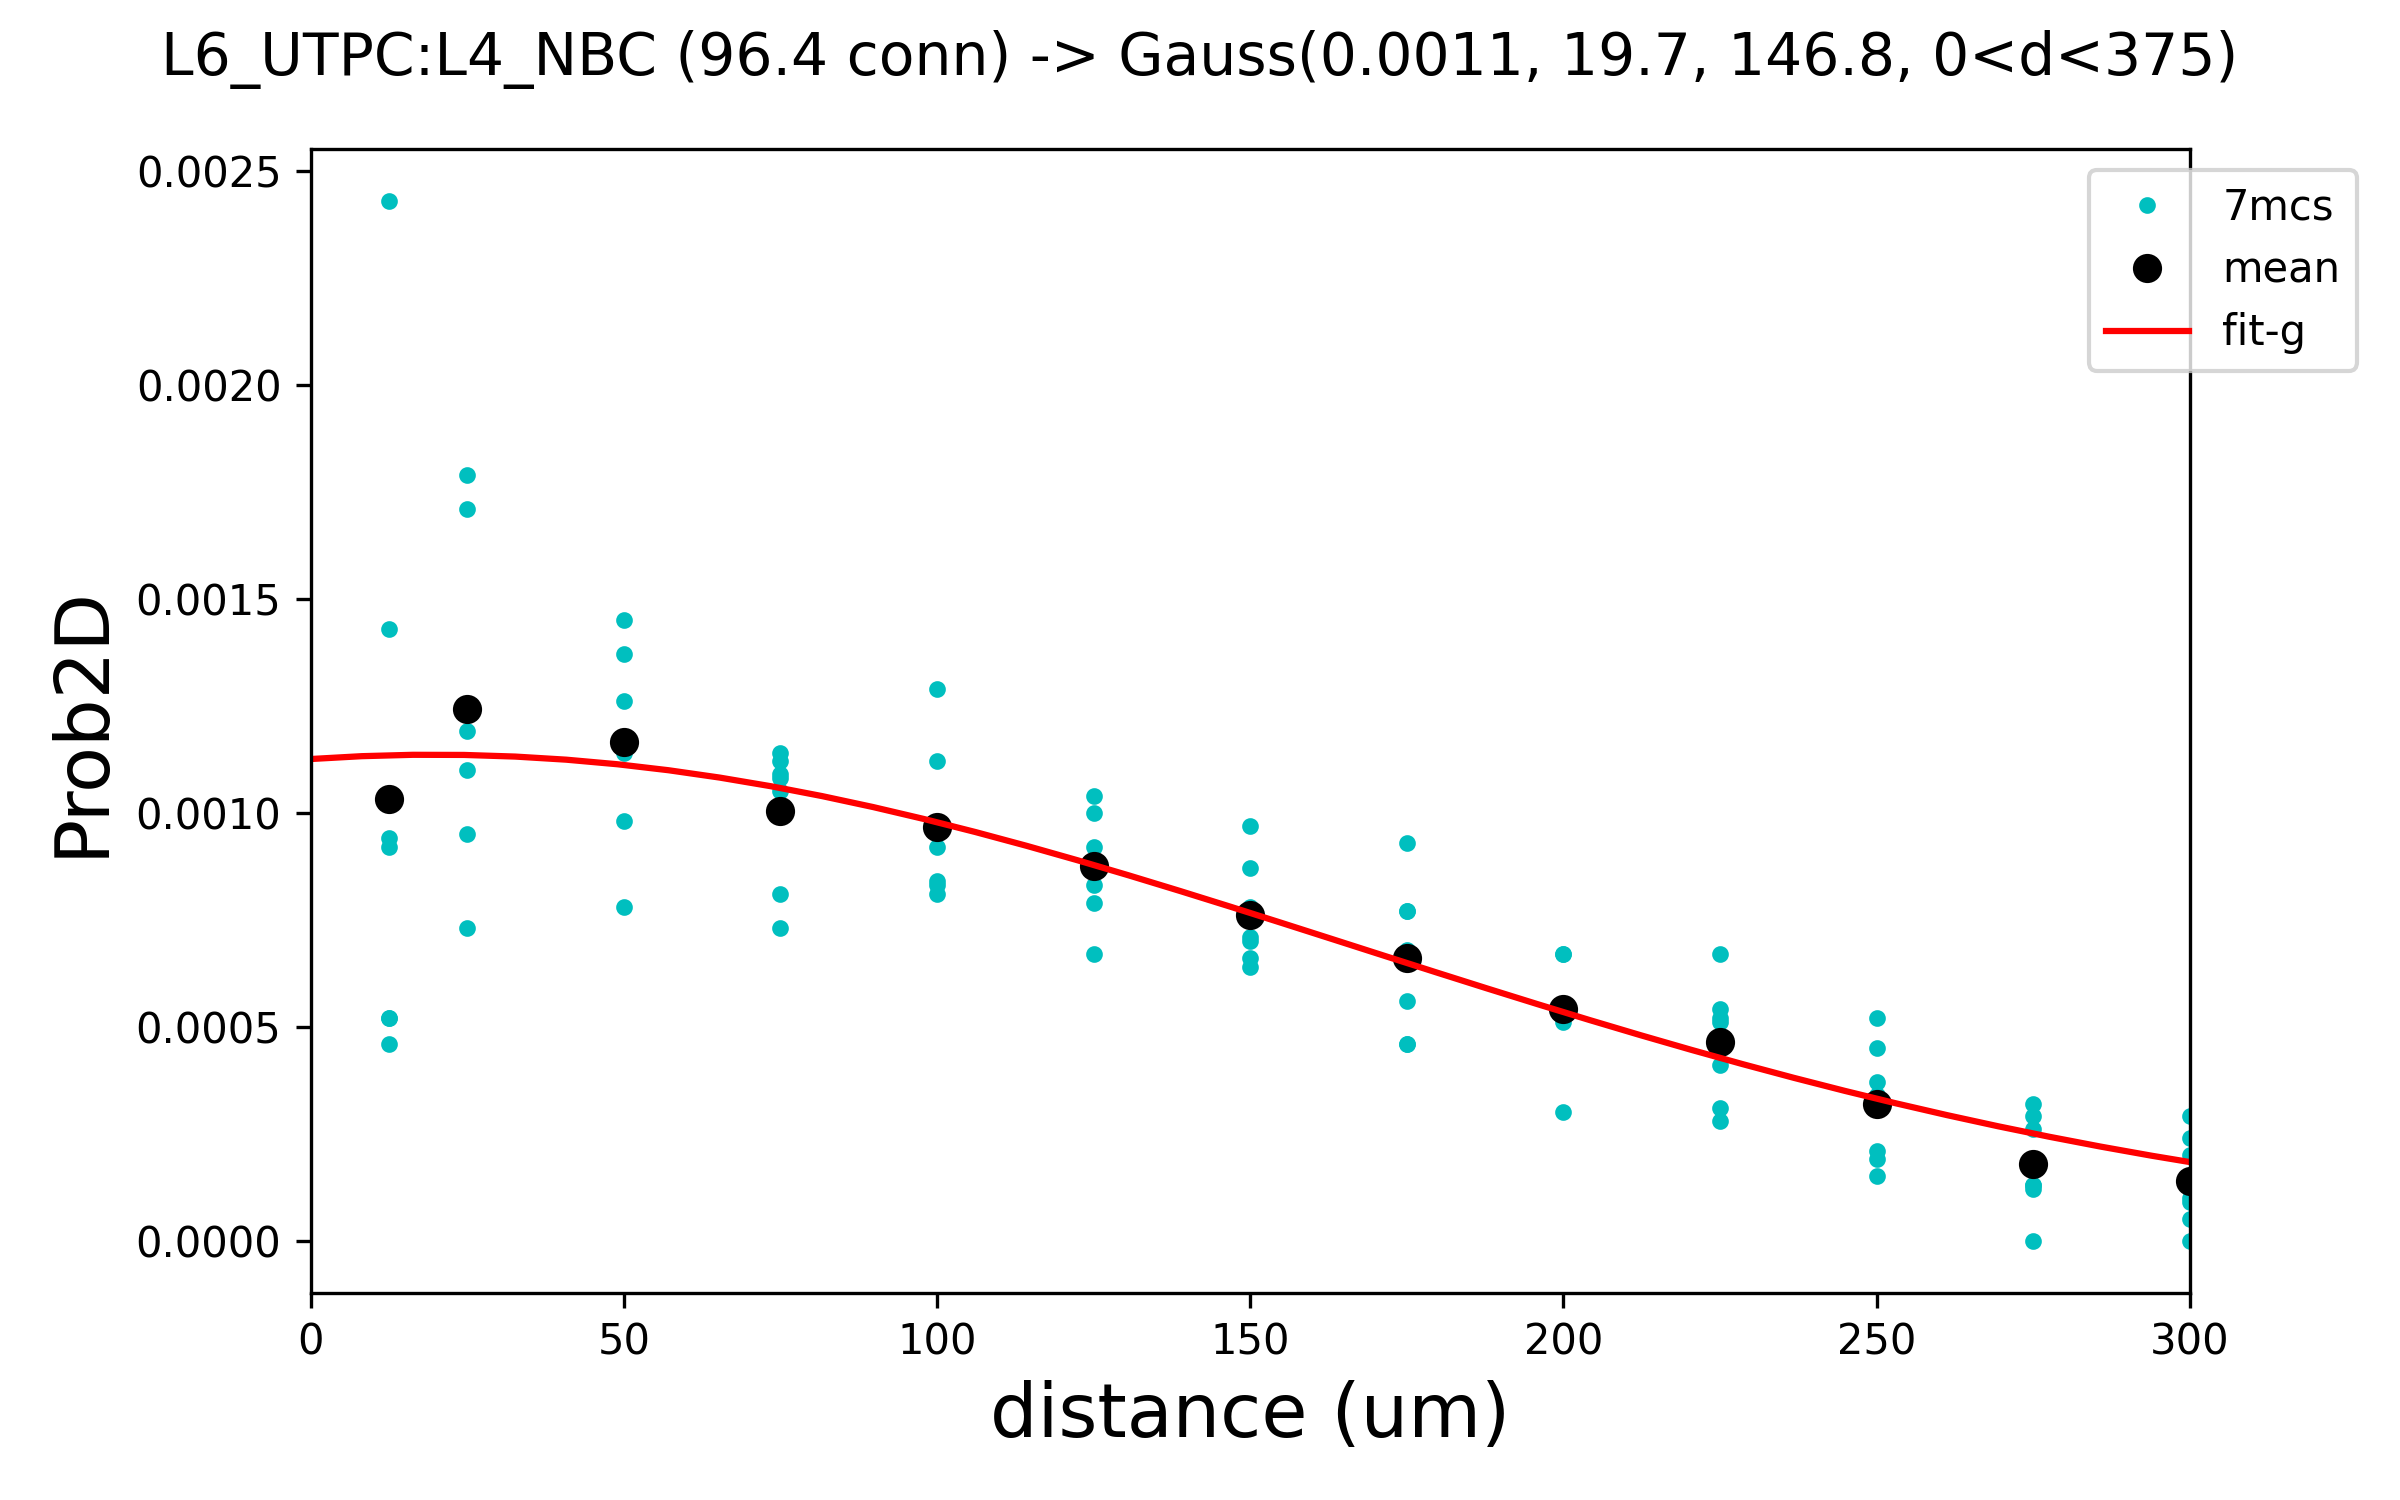 L6_UTPC:L4_NBC (96.4 conn) -> Gauss(0.0011, 19.7, 146.8, 0<d<375)
0.0025
0.0020
0.0015
0.0010
0.0005
0.0000
Prob2D
7mcs
mean
fit-g
0 50 100 150 200 250 300
distance (um)